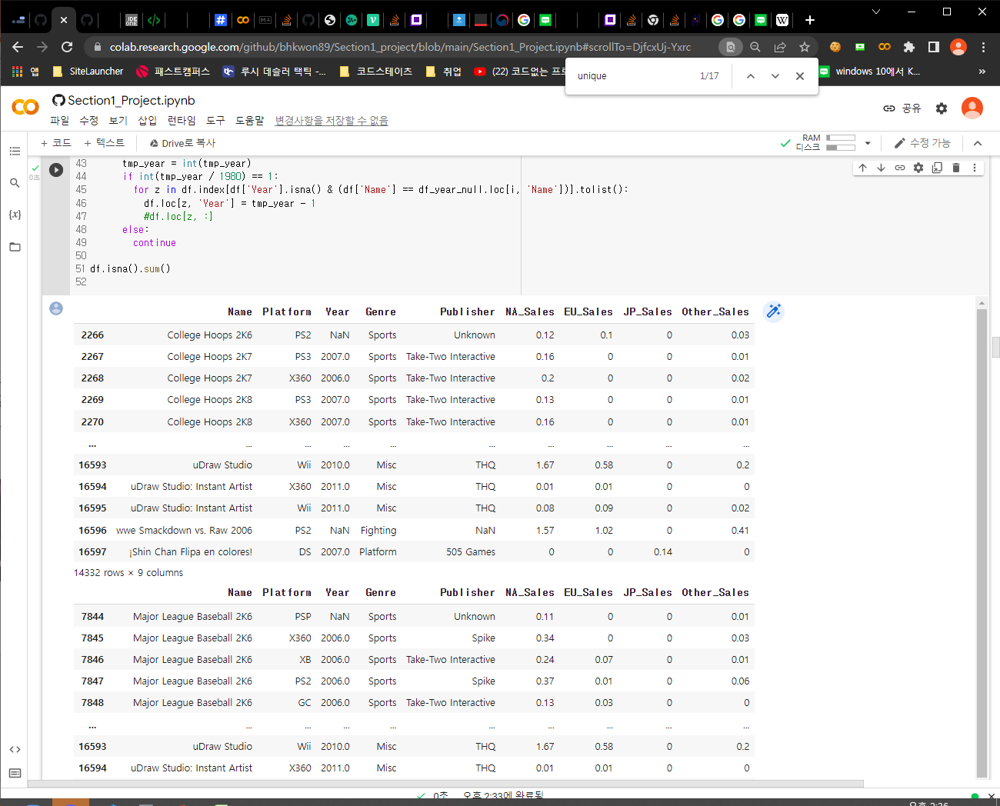 colab.research.google.com/github/bhkwon89/Section1_project/blob/main/Section1_Project.ipynb#scrollTo=DjfcxUj-Yxrc
앱 SiteLauncher 패스트캠퍼스 루시 데슬러 택틱 -... 코드스테이츠 취업 (22) 코드없는 프로 windows 10에서 K... »
unique 1/17
Section1_Project.ipynb
공유
파일 수정 보기 삽입 런타임 도구 도움말 변경사항을 저장할 수 없음
+ 코드 + 텍스트 Drive로 복사 RAM 디스크 수정 가능
43 tmp_year = int(tmp_year)
0초
44 if int(tmp_year / 1980) == 1:
45 for z in df.index[df['Year'].isna() & (df['Name'] == df_year_null.loc[i, 'Name'])].tolist():
46 df.loc[z, 'Year'] = tmp_year - 1
47 #df.loc[z, :]
48 else:
49 continue
50
51 df.isna().sum()
52
Name Platform Year Genre Publisher NA_Sales EU_Sales JP_Sales Other_Sales
2266 College Hoops 2K6 PS2 NaN Sports Unknown 0.12 0.1 0 0.03
2267 College Hoops 2K7 PS3 2007.0 Sports Take-Two Interactive 0.16 0 0 0.01
2268 College Hoops 2K7 X360 2006.0 Sports Take-Two Interactive 0.2 0 0 0.02
2269 College Hoops 2K8 PS3 2007.0 Sports Take-Two Interactive 0.13 0 0 0.01
2270 College Hoops 2K8 X360 2007.0 Sports Take-Two Interactive 0.16 0 0 0.01
... ... ... ... ... ... ... ... ... ...
16593 uDraw Studio Wii 2010.0 Misc THQ 1.67 0.58 0 0.2
16594 uDraw Studio: Instant Artist X360 2011.0 Misc THQ 0.01 0.01 0 0
16595 uDraw Studio: Instant Artist Wii 2011.0 Misc THQ 0.08 0.09 0 0.02
16596 wwe Smackdown vs. Raw 2006 PS2 NaN Fighting NaN 1.57 1.02 0 0.41
16597 ¡Shin Chan Flipa en colores! DS 2007.0 Platform 505 Games 0 0 0.14 0
14332 rows × 9 columns
Name Platform Year Genre Publisher NA_Sales EU_Sales JP_Sales Other_Sales
7844 Major League Baseball 2K6 PSP NaN Sports Unknown 0.11 0 0 0.01
7845 Major League Baseball 2K6 X360 2006.0 Sports Spike 0.34 0 0 0.03
7846 Major League Baseball 2K6 XB 2006.0 Sports Take-Two Interactive 0.24 0.07 0 0.01
7847 Major League Baseball 2K6 PS2 2006.0 Sports Spike 0.37 0.01 0 0.06
7848 Major League Baseball 2K6 GC 2006.0 Sports Take-Two Interactive 0.13 0.03 0 0
... ... ... ... ... ... ... ... ... ...
16593 uDraw Studio Wii 2010.0 Misc THQ 1.67 0.58 0 0.2
16594 uDraw Studio: Instant Artist X360 2011.0 Misc THQ 0.01 0.01 0 0
0초 오후 2:33에 완료됨
오후 2:36